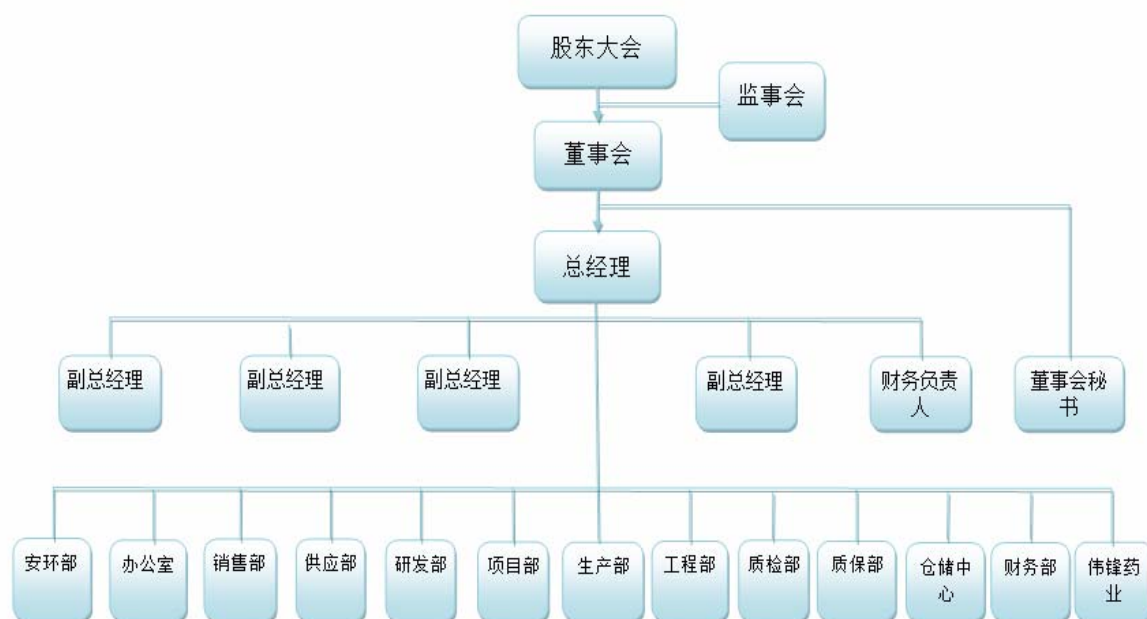 股东大会
监事会
董事会
总经理
副总经理
副总经理
副总经理
副总经理
财务负责
人
董事会秘
书
安环部
办公室
销售部
供应部
研发部
项目部
生产部
工程部
质检部
质保部
仓储中
心
财务部
伟锋药
业